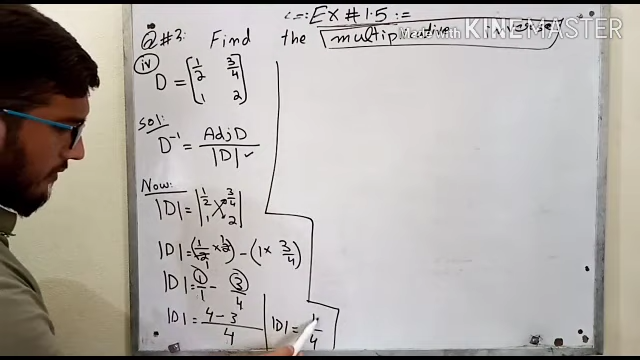 Ex # 1.5 :=
Q #3: Find the multiplicative inverse
Made with KINEMASTER
iv D = [1/2 3/4
1 2]
Sol:
D⁻¹ = Adj D / |D| ✓
Now:
|D| = |1/2 3/4
1 2|
|D| = (1/2 × 2) - (1 × 3/4)
|D| = 1/1 - 3/4
|D| = 4 - 3 / 4 |D| = 1/4